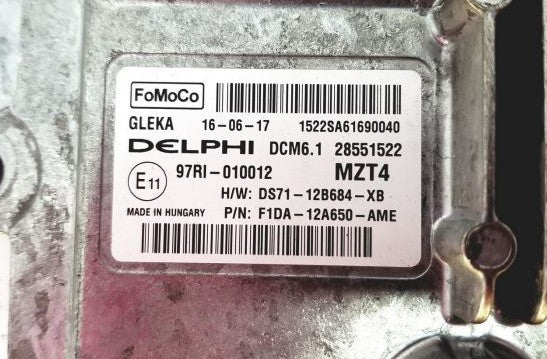 FoMoCo
GLEKA 16-06-17 1522SA61690040
DELPHI DCM6.1 28551522
E11 97RI-010012 MZT4
H/W: DS71-12B684-XB
MADE IN HUNGARY P/N: F1DA-12A650-AME